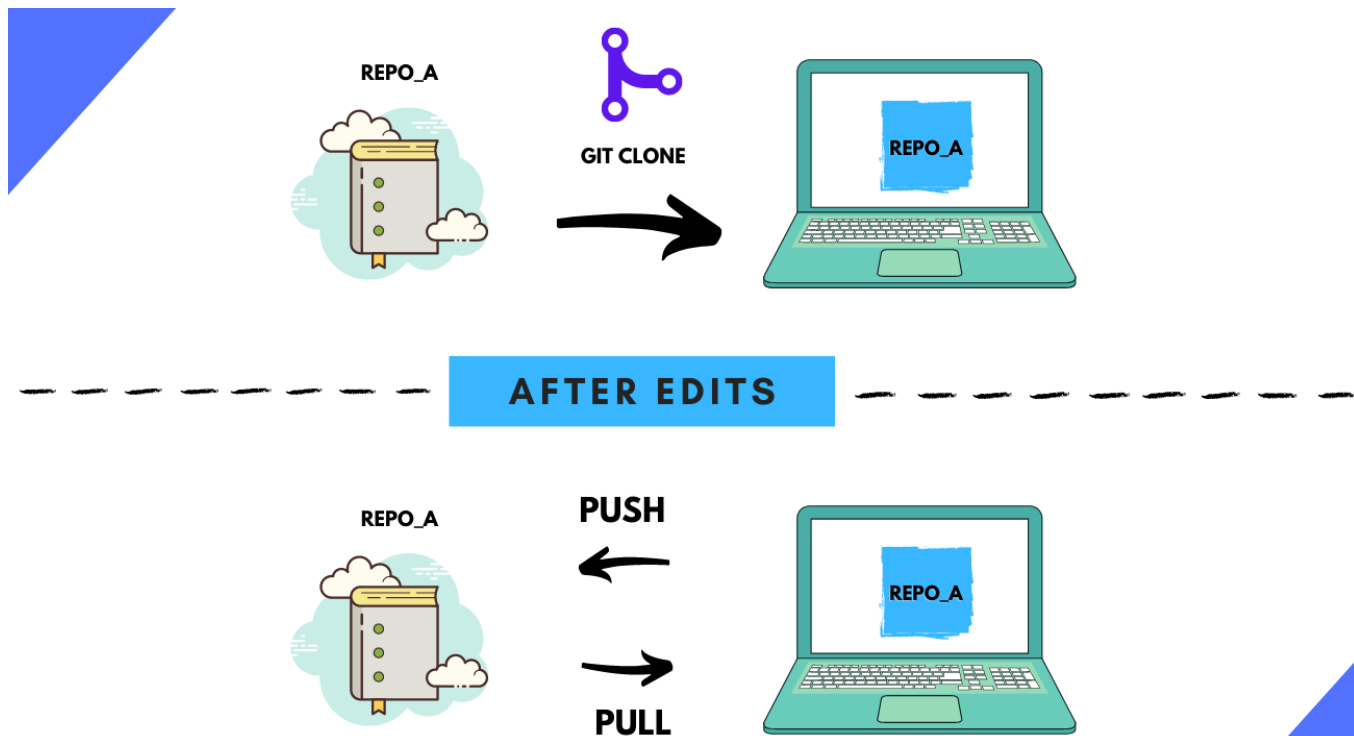 REPO_A
GIT CLONE
REPO_A
AFTER EDITS
REPO_A
PUSH
REPO_A
PULL